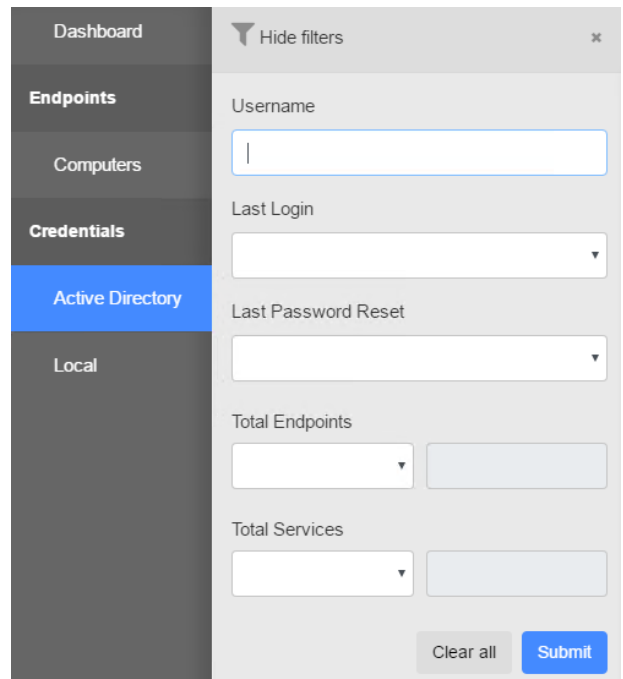 Dashboard
Endpoints
Computers
Credentials
Active Directory
Local
Hide filters
Username
Last Login
Last Password Reset
Total Endpoints
Total Services
Clear all
Submit